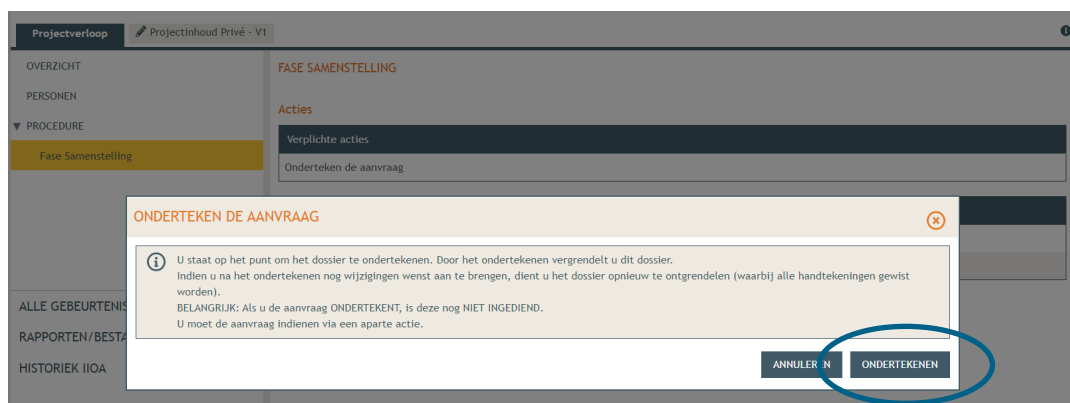 Projectverloop
Projectinhoud Privé - V1
OVERZICHT
PERSONEN
PROCEDURE
Fase Samenstelling
ALLE GEBEURTENIS
RAPPORTEN/BESTA
HISTORIEK IIOA
FASE SAMENSTELLING
Acties
Verplichte acties
Onderteken de aanvraag
ONDERTEKEN DE AANVRAAG
U staat op het punt om het dossier te ondertekenen. Door het ondertekenen vergrendelt u dit dossier.
Indien u na het ondertekenen nog wijzigingen wenst aan te brengen, dient u het dossier opnieuw te ontgrendelen (waarbij alle handtekeningen gewist
worden).
BELANGRIJK: Als u de aanvraag ONDERTEKENT, is deze nog NIET INGEDIEND.
U moet de aanvraag indienen via een aparte actie.
ANNULEREN
ONDERTEKENEN